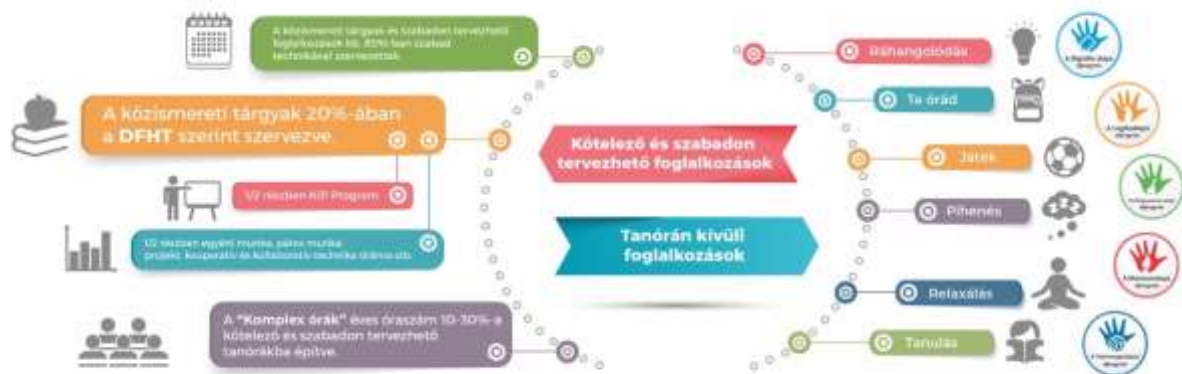 A közismereti tárgyak és szabadon tervezhető
foglalkozások kb. 80%-ban szabad
technikával szervezettek.
A közismereti tárgyak 20%-ában
a DFHT szerint szervezve.
1/2 részben KIP Program
1/2 részben egyéni munka, páros munka
projekt, kooperatív és kollaboratív technika dráma stb.
A "Komplex órák" éves óraszám 10-30%-a
kötelező és szabadon tervezhető
tanórákba építve.
Kötelező és szabadon
tervezhető foglalkozások
Tanórán kívüli
foglalkozások
Ráhangolódás
Te órád
Játék
Pihenés
Relaxálás
Tanulás